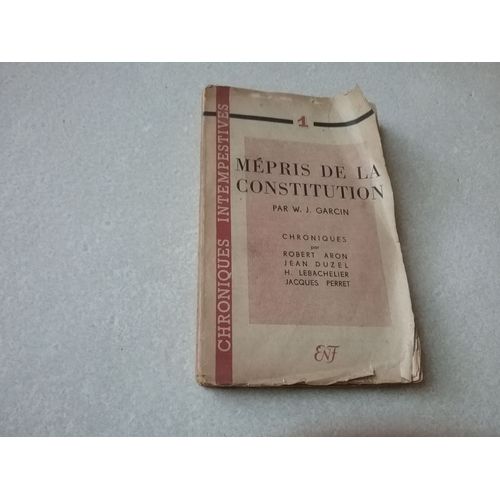 CHRONIQUES INTEMPESTIVES
1
MÉPRIS DE LA
CONSTITUTION
PAR W. J. GARCIN
CHRONIQUES
par
ROBERT ARON
JEAN DUZEL
H. LEBACHELIER
JACQUES PERRET
ENF